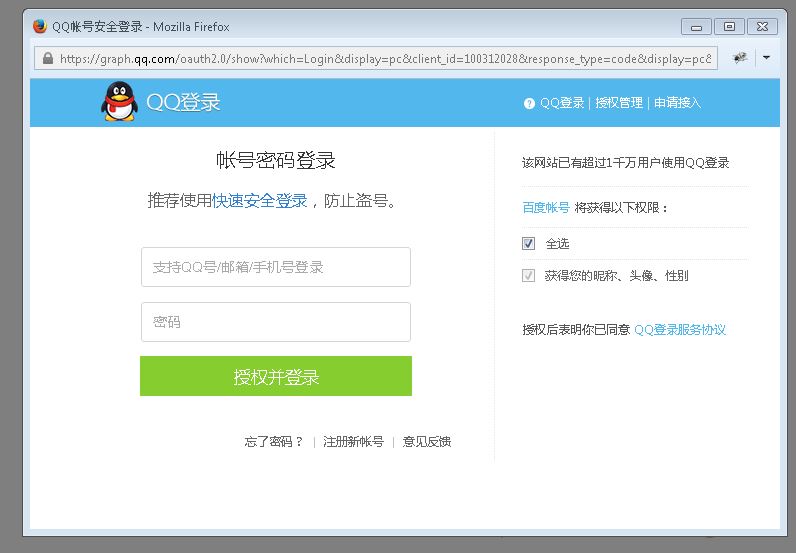 QQ帐号安全登录 - Mozilla Firefox
https://graph.qq.com/oauth2.0/show?which=Login&display=pc&client_id=100312028&response_type=code&display=pc&
QQ登录
QQ登录 | 授权管理 | 申请接入
帐号密码登录
推荐使用快速安全登录，防止盗号。
支持QQ号/邮箱/手机号登录
密码
授权并登录
忘了密码？ | 注册新帐号 | 意见反馈
该网站已有超过1千万用户使用QQ登录
百度帐号 将获得以下权限：
全选
获得您的昵称、头像、性别
授权后表明你已同意 QQ登录服务协议